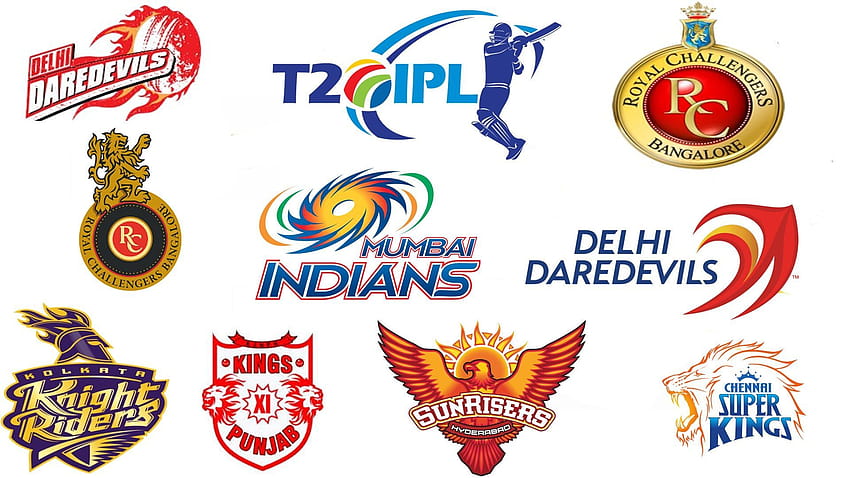 DELHI
DAREDEVILS
T20 IPL
ROYAL CHALLENGERS
RC
BANGALORE
RC
ROYAL CHALLENGERS BANGALORE
MUMBAI
INDIANS
DELHI
DAREDEVILS
TM
KOLKATA
Knight
Riders
KINGS
XI
PUNJAB
SUNRISERS
HYDERABAD
CHENNAI
SUPER
KINGS